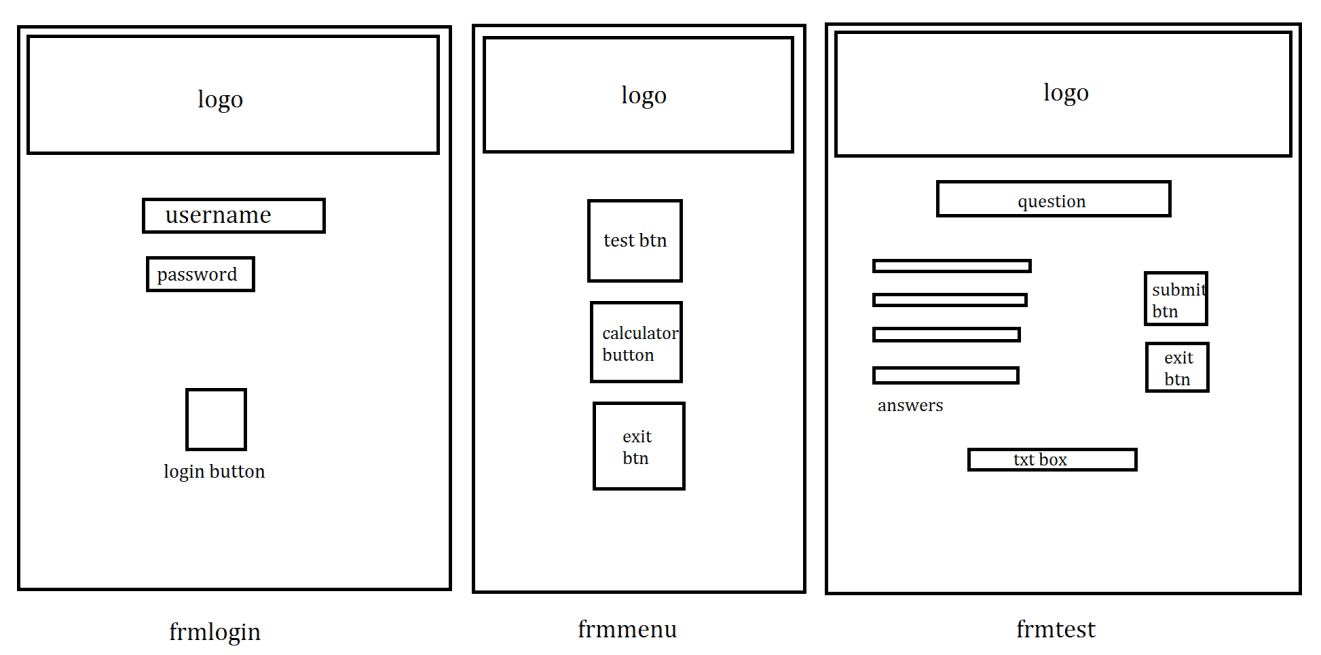 logo
username
password
login button
frmlogin
logo
test btn
calculator
button
exit
btn
frmmenu
logo
question
submit
btn
exit
btn
answers
txt box
frmtest